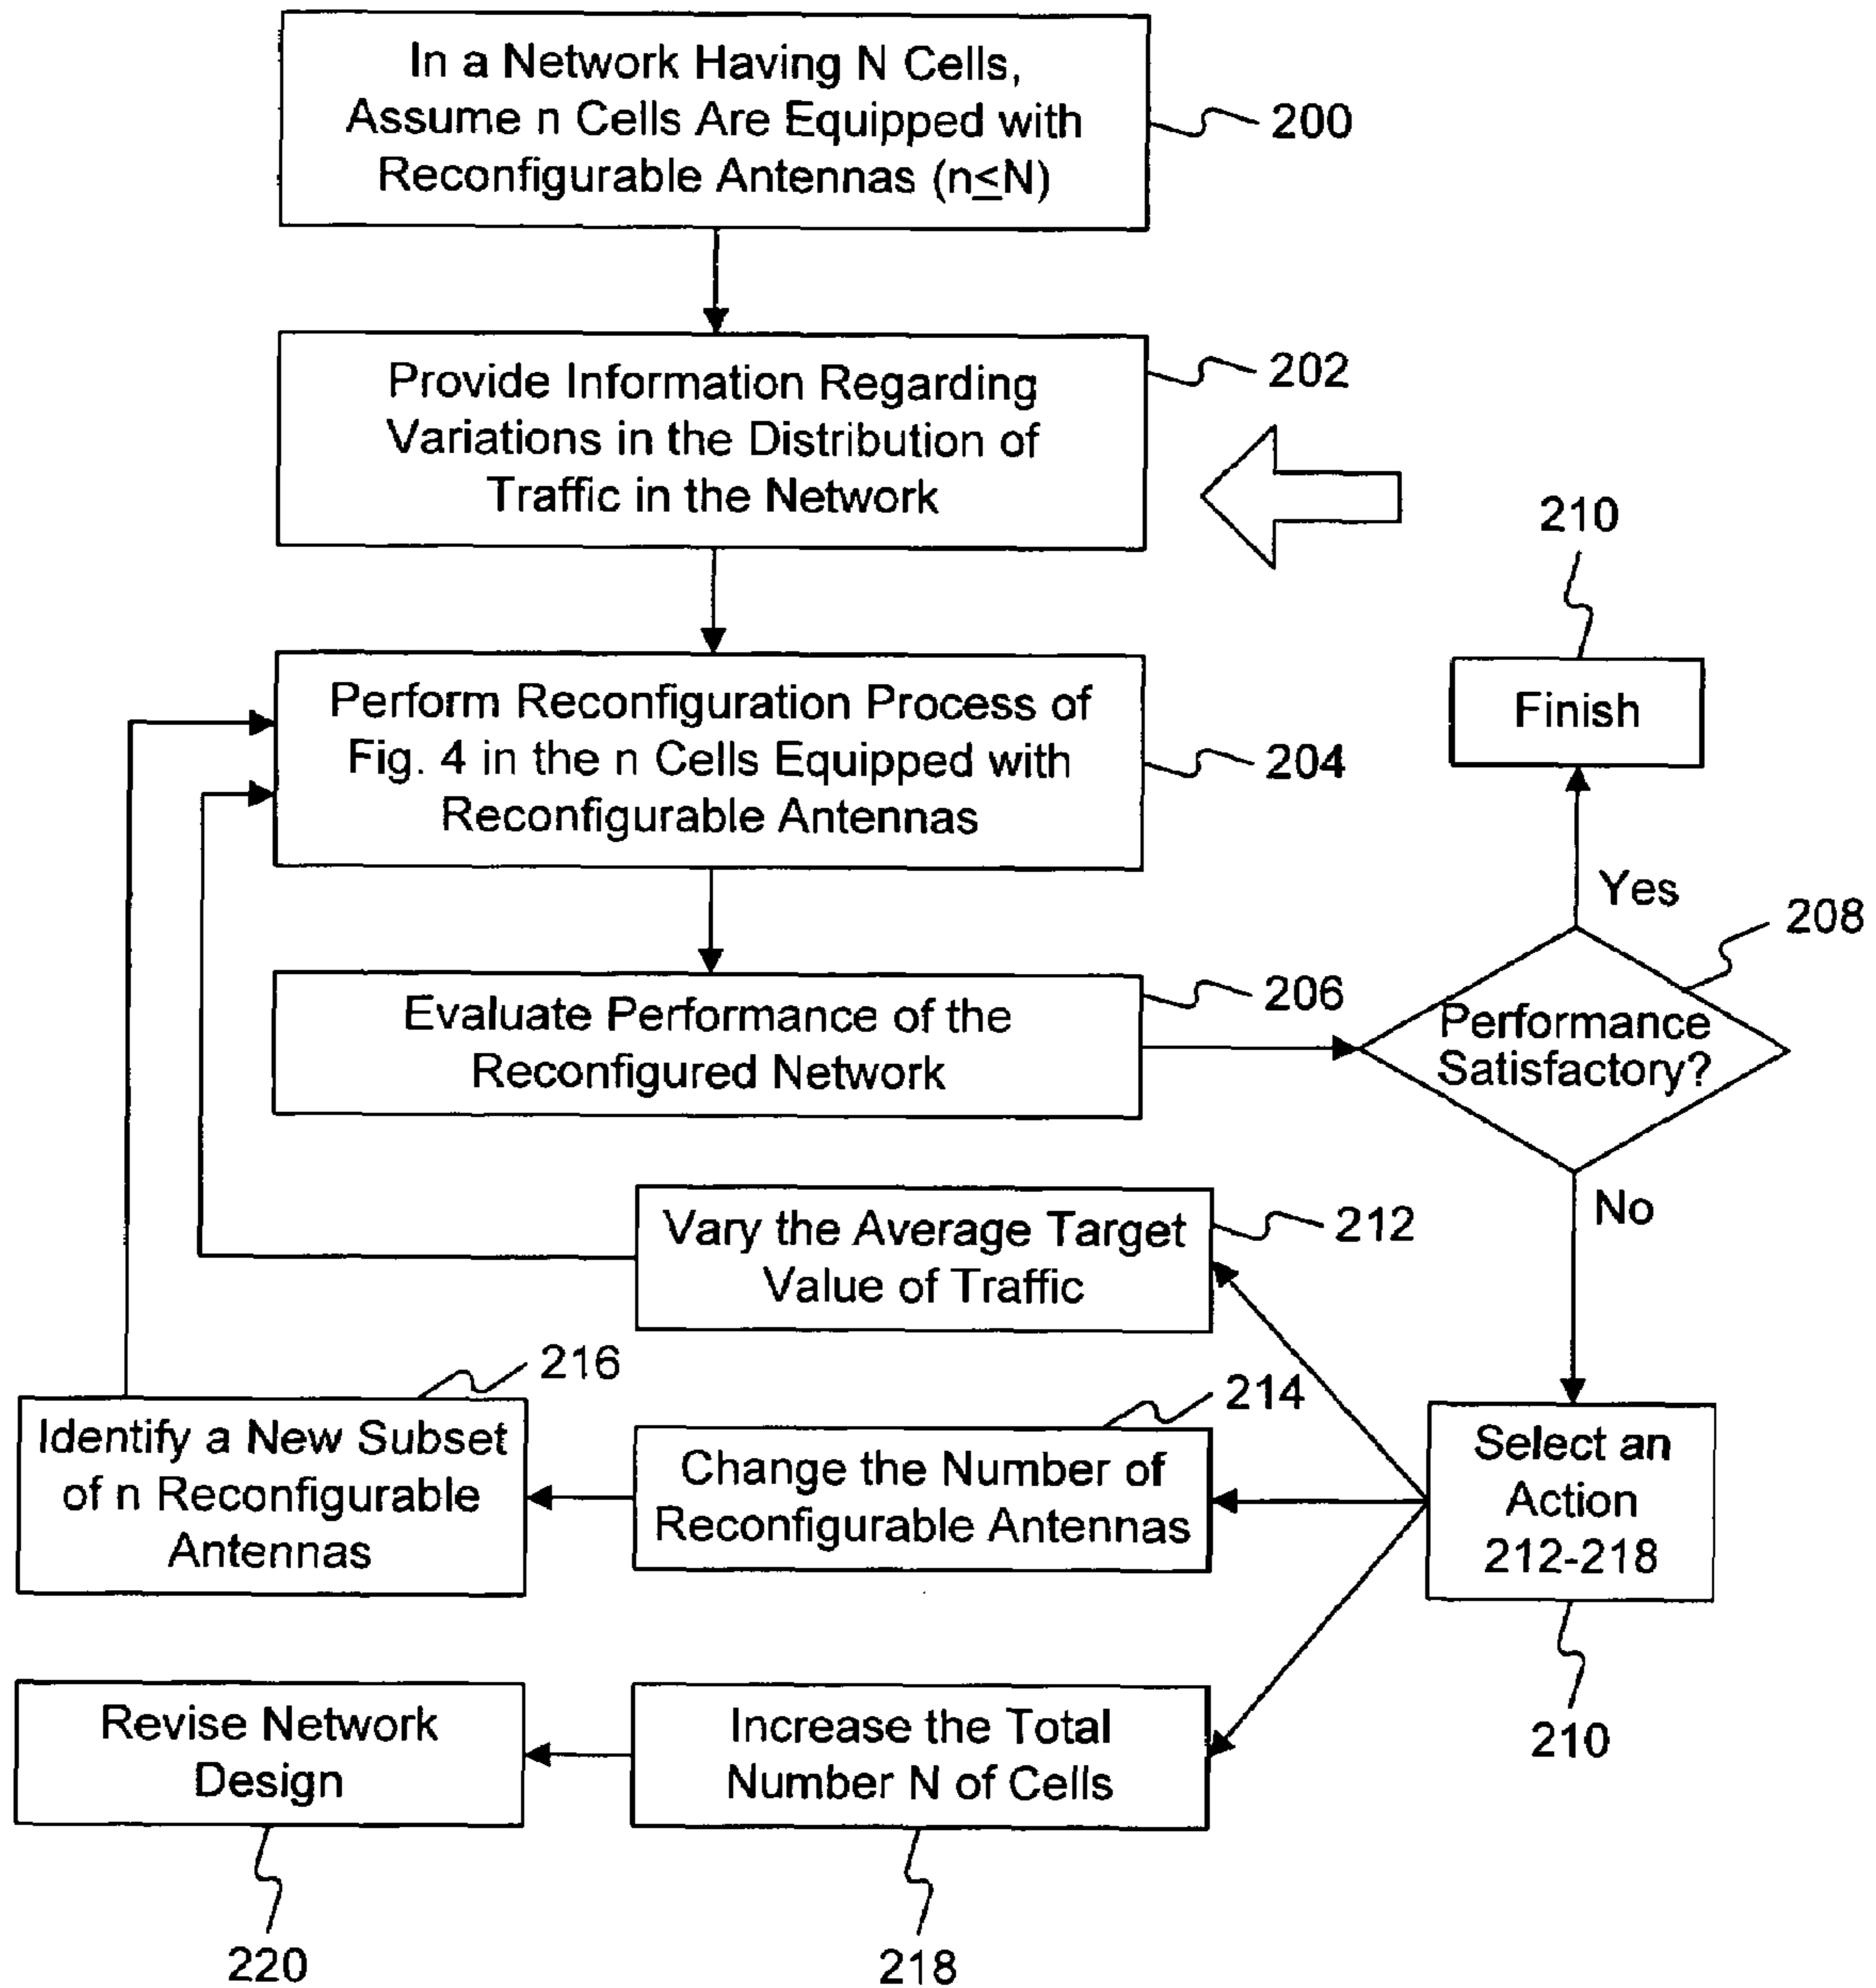 In a Network Having N Cells,
Assume n Cells Are Equipped with
Reconfigurable Antennas (n≤N)
200
Provide Information Regarding
Variations in the Distribution of
Traffic in the Network
202
210
Finish
Perform Reconfiguration Process of
Fig. 4 in the n Cells Equipped with
Reconfigurable Antennas
204
Yes
208
Evaluate Performance of the
Reconfigured Network
206
Performance
Satisfactory?
No
Vary the Average Target
Value of Traffic
212
216
Identify a New Subset
of n Reconfigurable
Antennas
214
Change the Number of
Reconfigurable Antennas
Select an
Action
212-218
210
Revise Network
Design
220
Increase the Total
Number N of Cells
218